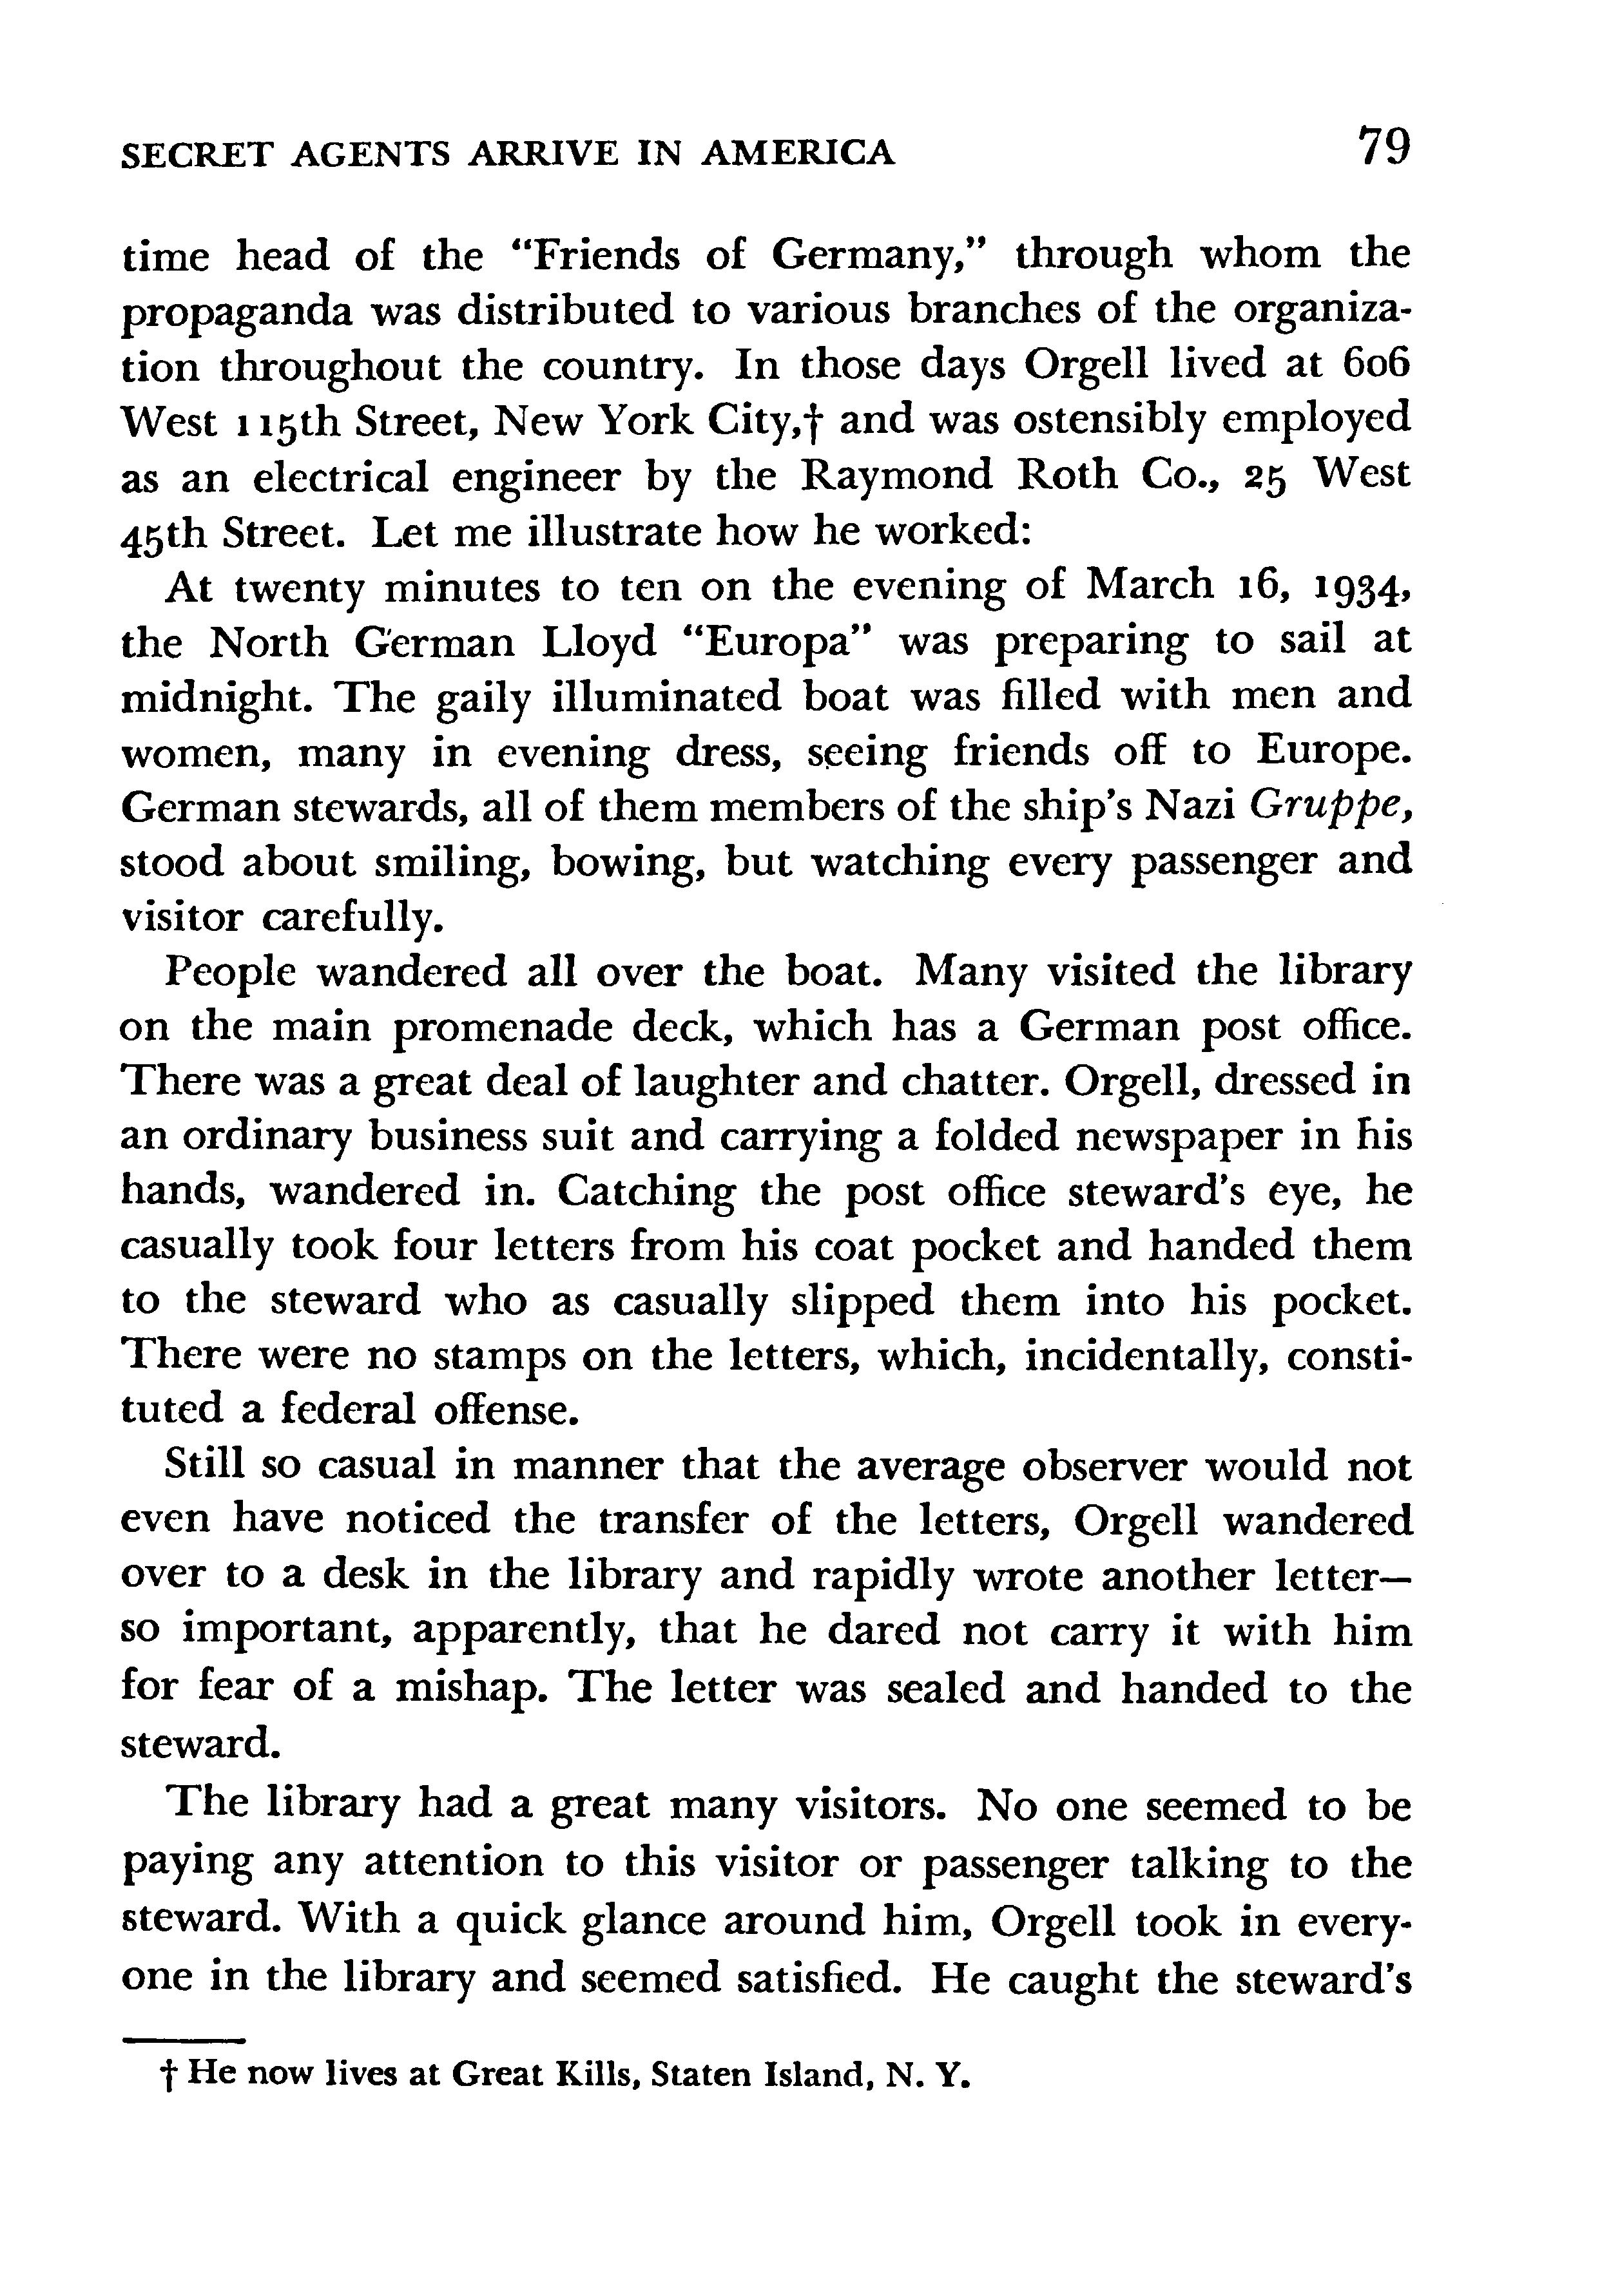 SECRET AGENTS ARRIVE IN AMERICA 79
time head of the “Friends of Germany,” through whom the
propaganda was distributed to various branches of the organiza-
tion throughout the country. In those days Orgell lived at 606
West 115th Street, New York City,† and was ostensibly employed
as an electrical engineer by the Raymond Roth Co., 25 West
45th Street. Let me illustrate how he worked:
At twenty minutes to ten on the evening of March 16, 1934,
the North German Lloyd “Europa” was preparing to sail at
midnight. The gaily illuminated boat was filled with men and
women, many in evening dress, seeing friends off to Europe.
German stewards, all of them members of the ship’s Nazi Gruppe,
stood about smiling, bowing, but watching every passenger and
visitor carefully.
People wandered all over the boat. Many visited the library
on the main promenade deck, which has a German post office.
There was a great deal of laughter and chatter. Orgell, dressed in
an ordinary business suit and carrying a folded newspaper in his
hands, wandered in. Catching the post office steward’s eye, he
casually took four letters from his coat pocket and handed them
to the steward who as casually slipped them into his pocket.
There were no stamps on the letters, which, incidentally, consti-
tuted a federal offense.
Still so casual in manner that the average observer would not
even have noticed the transfer of the letters, Orgell wandered
over to a desk in the library and rapidly wrote another letter—
so important, apparently, that he dared not carry it with him
for fear of a mishap. The letter was sealed and handed to the
steward.
The library had a great many visitors. No one seemed to be
paying any attention to this visitor or passenger talking to the
steward. With a quick glance around him, Orgell took in every-
one in the library and seemed satisfied. He caught the steward’s
† He now lives at Great Kills, Staten Island, N. Y.